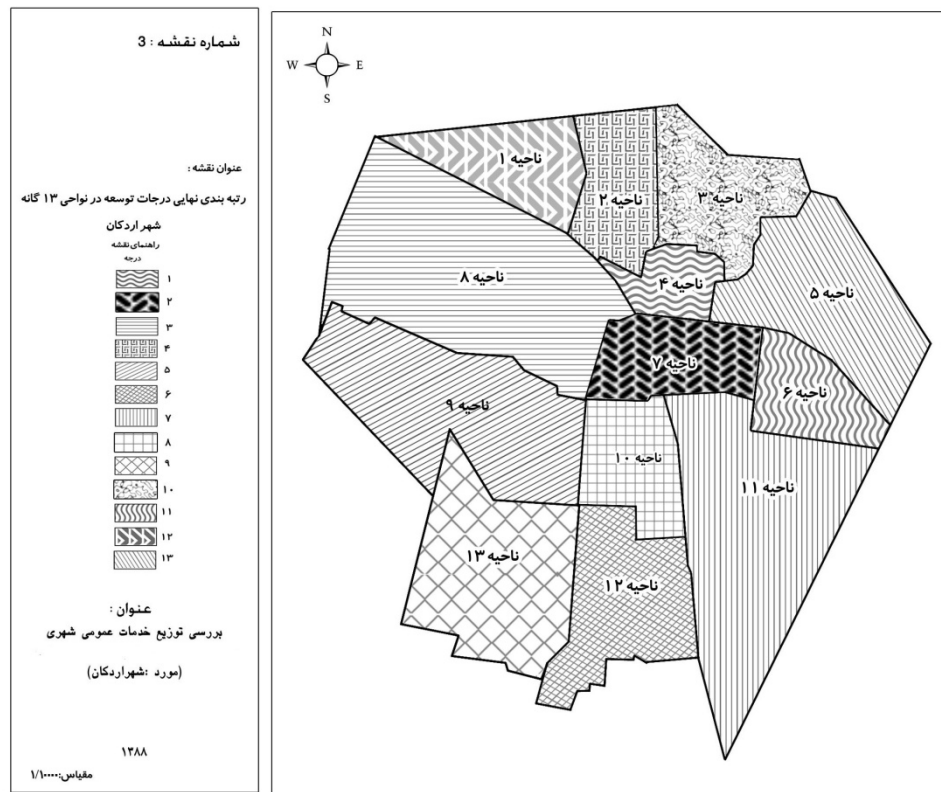 شماره نقشه : 3
عنوان نقشه :
رتبه بندی نهایی درجات توسعه در نواحی ۱۳ گانه
شهر اردکان
راهنمای نقشه
درجه
۱
۲
۳
۴
۵
۶
۷
۸
۹
۱۰
۱۱
۱۲
۱۳
عنوان :
بررسی توزیع خدمات عمومی شهری
(مورد :شهراردکان)
۱۳۸۸
مقیاس:۱/۱۰۰۰۰
N
W E
S
ناحیه ۱
ناحیه ۲
ناحیه ۳
ناحیه ۴
ناحیه ۵
ناحیه ۶
ناحیه ۷
ناحیه ۸
ناحیه ۹
ناحیه ۱۰
ناحیه ۱۱
ناحیه ۱۲
ناحیه ۱۳